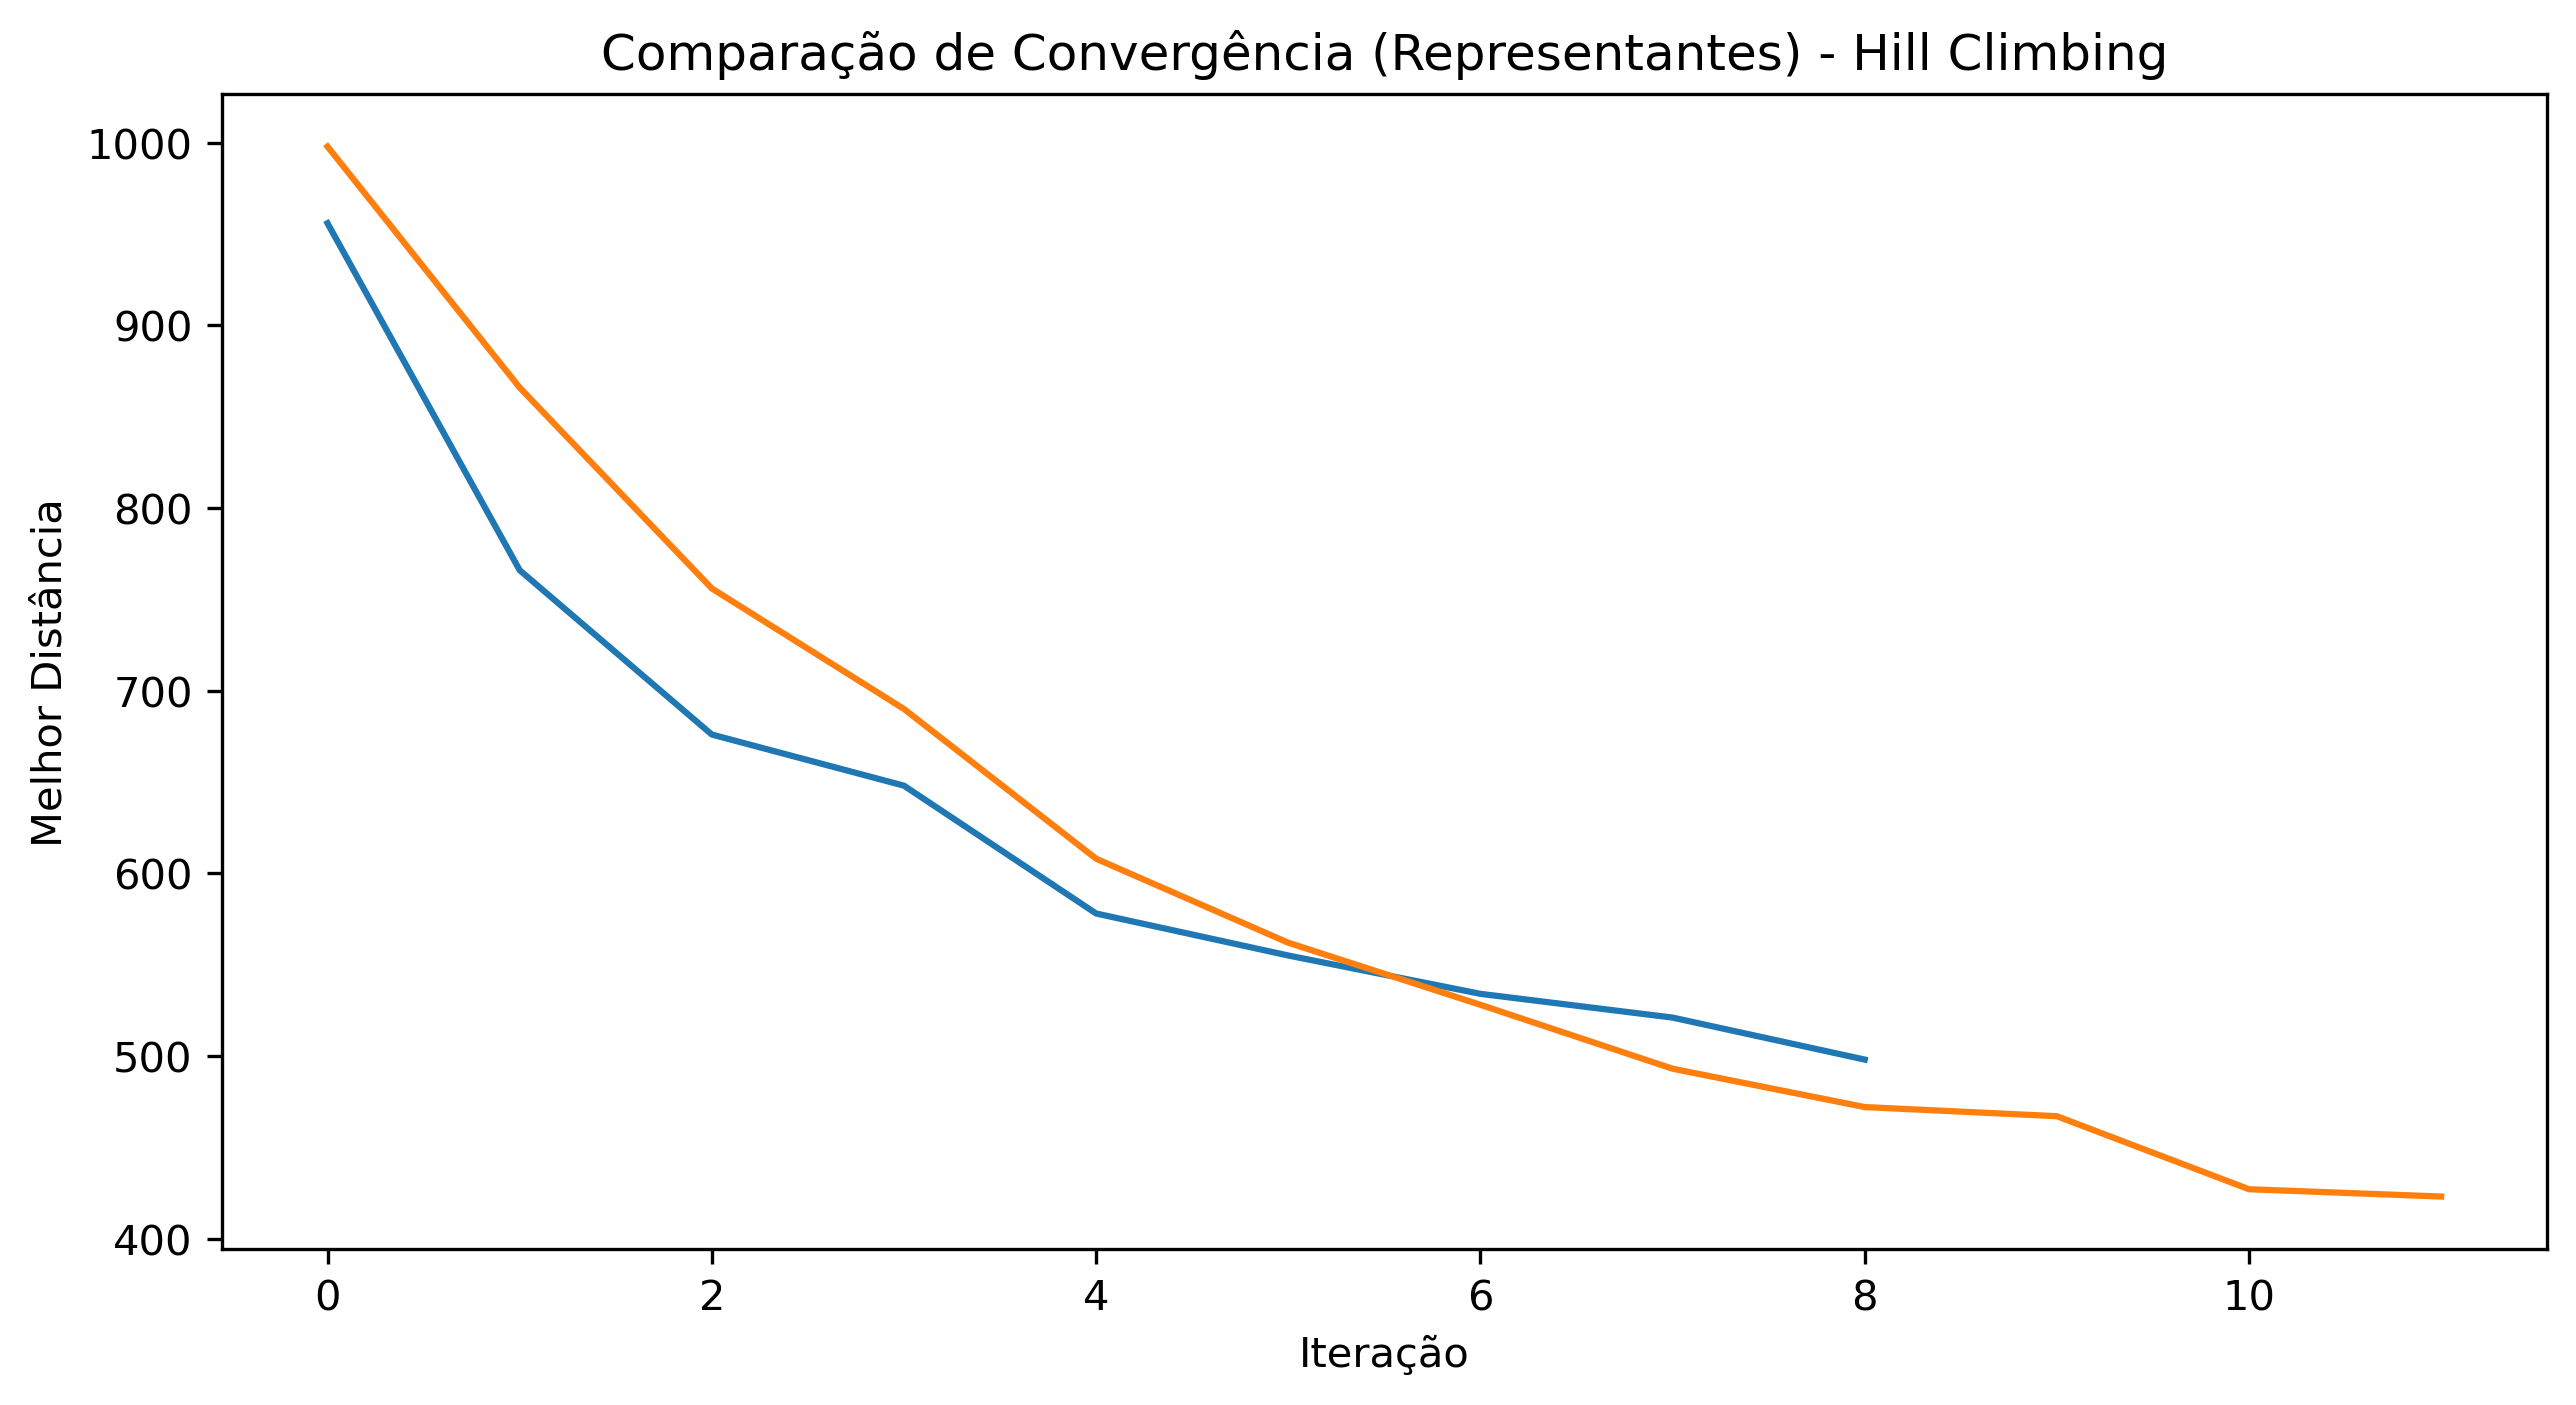 Comparação de Convergência (Representantes) - Hill Climbing
Melhor Distância
1000
900
800
700
600
500
400
0 2 4 6 8 10
Iteração